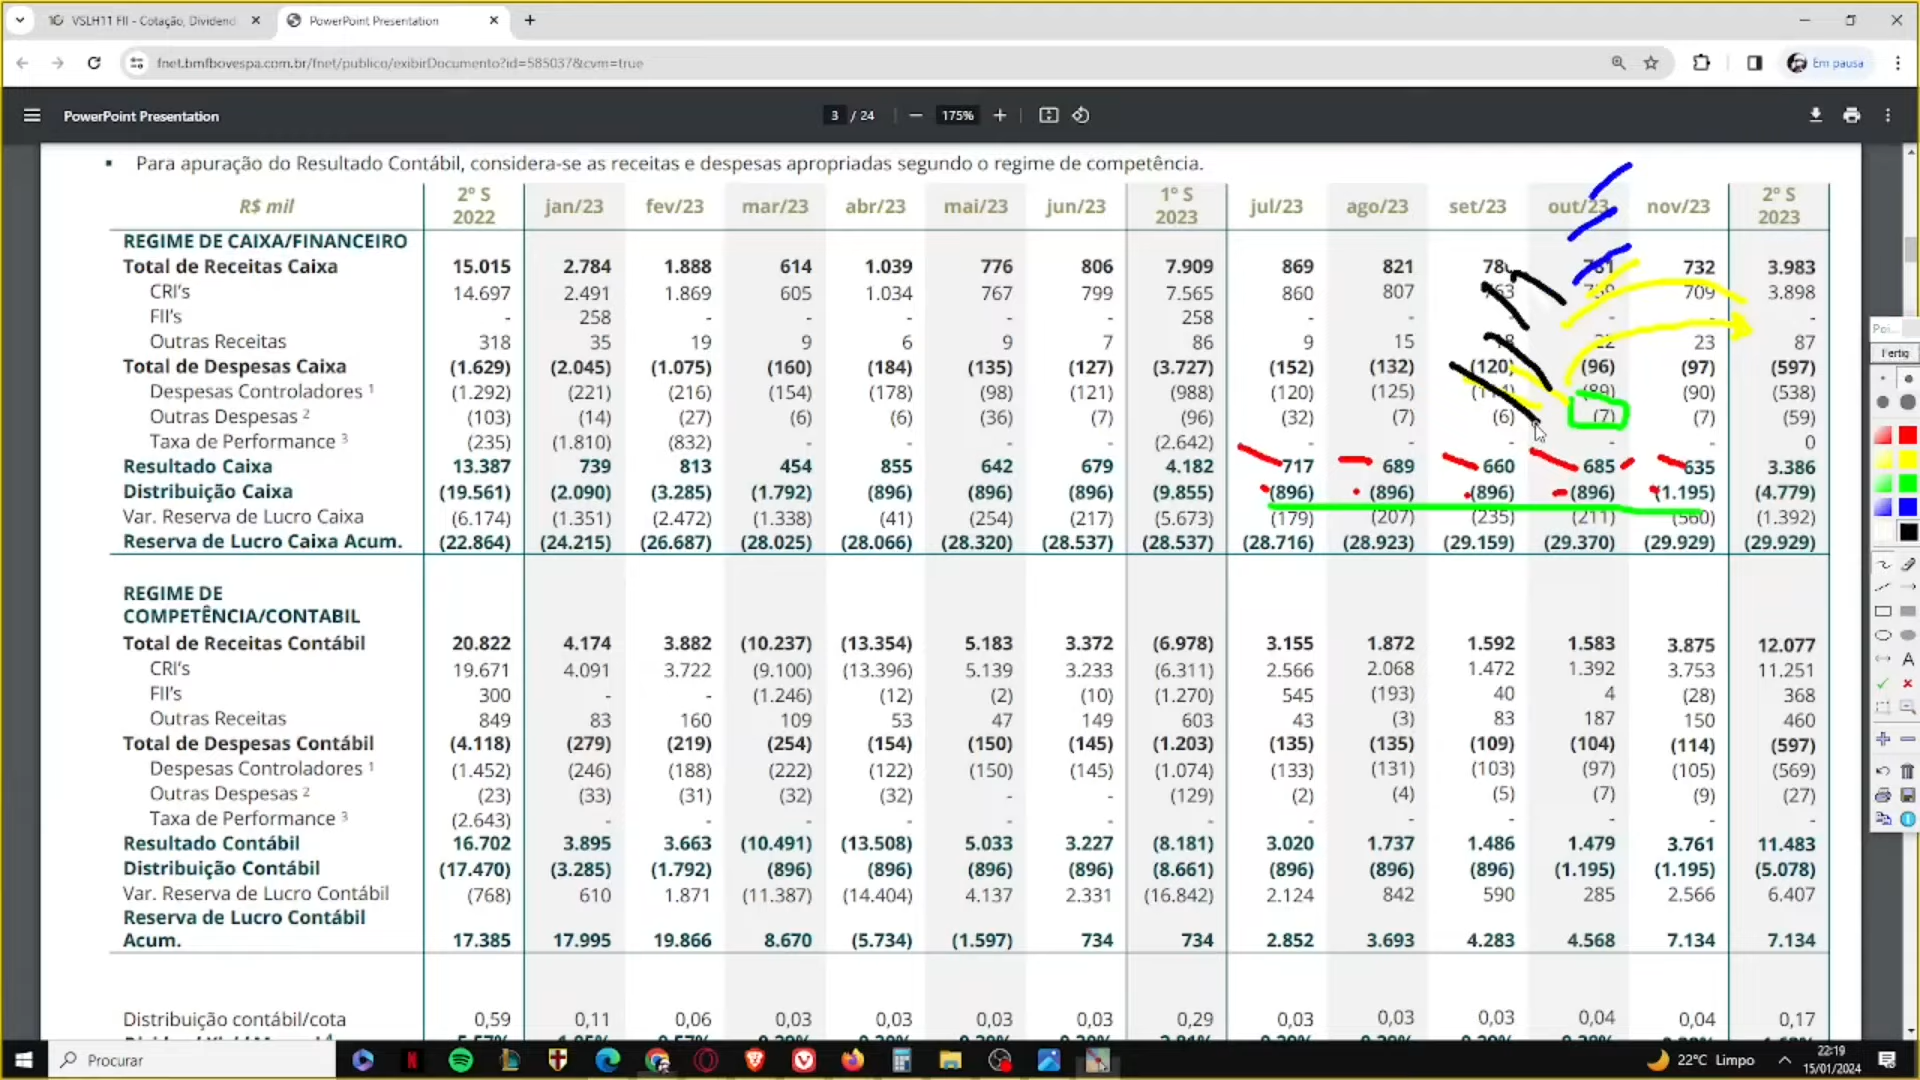 VSLH11 FII - Cotação, Dividend
PowerPoint Presentation
fnet.bmfbovespa.com.br/fnet/publico/exibirDocumento?id=585037&cvm=true
Em pausa
PowerPoint Presentation
3 / 24
175%
▪ Para apuração do Resultado Contábil, considera-se as receitas e despesas apropriadas segundo o regime de competência.
R$ mil 2º S 2022 jan/23 fev/23 mar/23 abr/23 mai/23 jun/23 1º S 2023 jul/23 ago/23 set/23 out/23 nov/23 2º S 2023
REGIME DE CAIXA/FINANCEIRO
Total de Receitas Caixa 15.015 2.784 1.888 614 1.039 776 806 7.909 869 821 732 3.983
CRI's 14.697 2.491 1.869 605 1.034 767 799 7.565 860 807 709 3.898
FII's - 258 - - - - - 258 - - - - - -
Outras Receitas 318 35 19 9 6 9 7 86 9 15 23 87
Total de Despesas Caixa (1.629) (2.045) (1.075) (160) (184) (135) (127) (3.727) (152) (132) (120) (96) (97) (597)
Despesas Controladores 1 (1.292) (221) (216) (154) (178) (98) (121) (988) (120) (125) (89) (90) (538)
Outras Despesas 2 (103) (14) (27) (6) (6) (36) (7) (96) (32) (7) (6) (7) (7) (59)
Taxa de Performance 3 (235) (1.810) (832) - - - - (2.642) - - - - - 0
Resultado Caixa 13.387 739 813 454 855 642 679 4.182 717 689 660 685 635 3.386
Distribuição Caixa (19.561) (2.090) (3.285) (1.792) (896) (896) (896) (9.855) (896) (896) (896) (896) (1.195) (4.779)
Var. Reserva de Lucro Caixa (6.174) (1.351) (2.472) (1.338) (41) (254) (217) (5.673) (179) (207) (235) (211) (560) (1.392)
Reserva de Lucro Caixa Acum. (22.864) (24.215) (26.687) (28.025) (28.066) (28.320) (28.537) (28.537) (28.716) (28.923) (29.159) (29.370) (29.929) (29.929)
REGIME DE
COMPETÊNCIA/CONTABIL
Total de Receitas Contábil 20.822 4.174 3.882 (10.237) (13.354) 5.183 3.372 (6.978) 3.155 1.872 1.592 1.583 3.875 12.077
CRI's 19.671 4.091 3.722 (9.100) (13.396) 5.139 3.233 (6.311) 2.566 2.068 1.472 1.392 3.753 11.251
FII's 300 - - (1.246) (12) (2) (10) (1.270) 545 (193) 40 4 (28) 368
Outras Receitas 849 83 160 109 53 47 149 603 43 (3) 83 187 150 460
Total de Despesas Contábil (4.118) (279) (219) (254) (154) (150) (145) (1.203) (135) (135) (109) (104) (114) (597)
Despesas Controladores 1 (1.452) (246) (188) (222) (122) (150) (145) (1.074) (133) (131) (103) (97) (105) (569)
Outras Despesas 2 (23) (33) (31) (32) (32) - - (129) (2) (4) (5) (7) (9) (27)
Taxa de Performance 3 (2.643) - - - - - - - - - - - - -
Resultado Contábil 16.702 3.895 3.663 (10.491) (13.508) 5.033 3.227 (8.181) 3.020 1.737 1.486 1.479 3.761 11.483
Distribuição Contábil (17.470) (3.285) (1.792) (896) (896) (896) (896) (8.661) (896) (896) (896) (1.195) (1.195) (5.078)
Var. Reserva de Lucro Contábil (768) 610 1.871 (11.387) (14.404) 4.137 2.331 (16.842) 2.124 842 590 285 2.566 6.407
Reserva de Lucro Contábil
Acum. 17.385 17.995 19.866 8.670 (5.734) (1.597) 734 734 2.852 3.693 4.283 4.568 7.134 7.134
Distribuição contábil/cota 0,59 0,11 0,06 0,03 0,03 0,03 0,03 0,29 0,03 0,03 0,03 0,04 0,04 0,17
Fertig
A
Procurar
22°C Limpo
22:19
15/01/2024